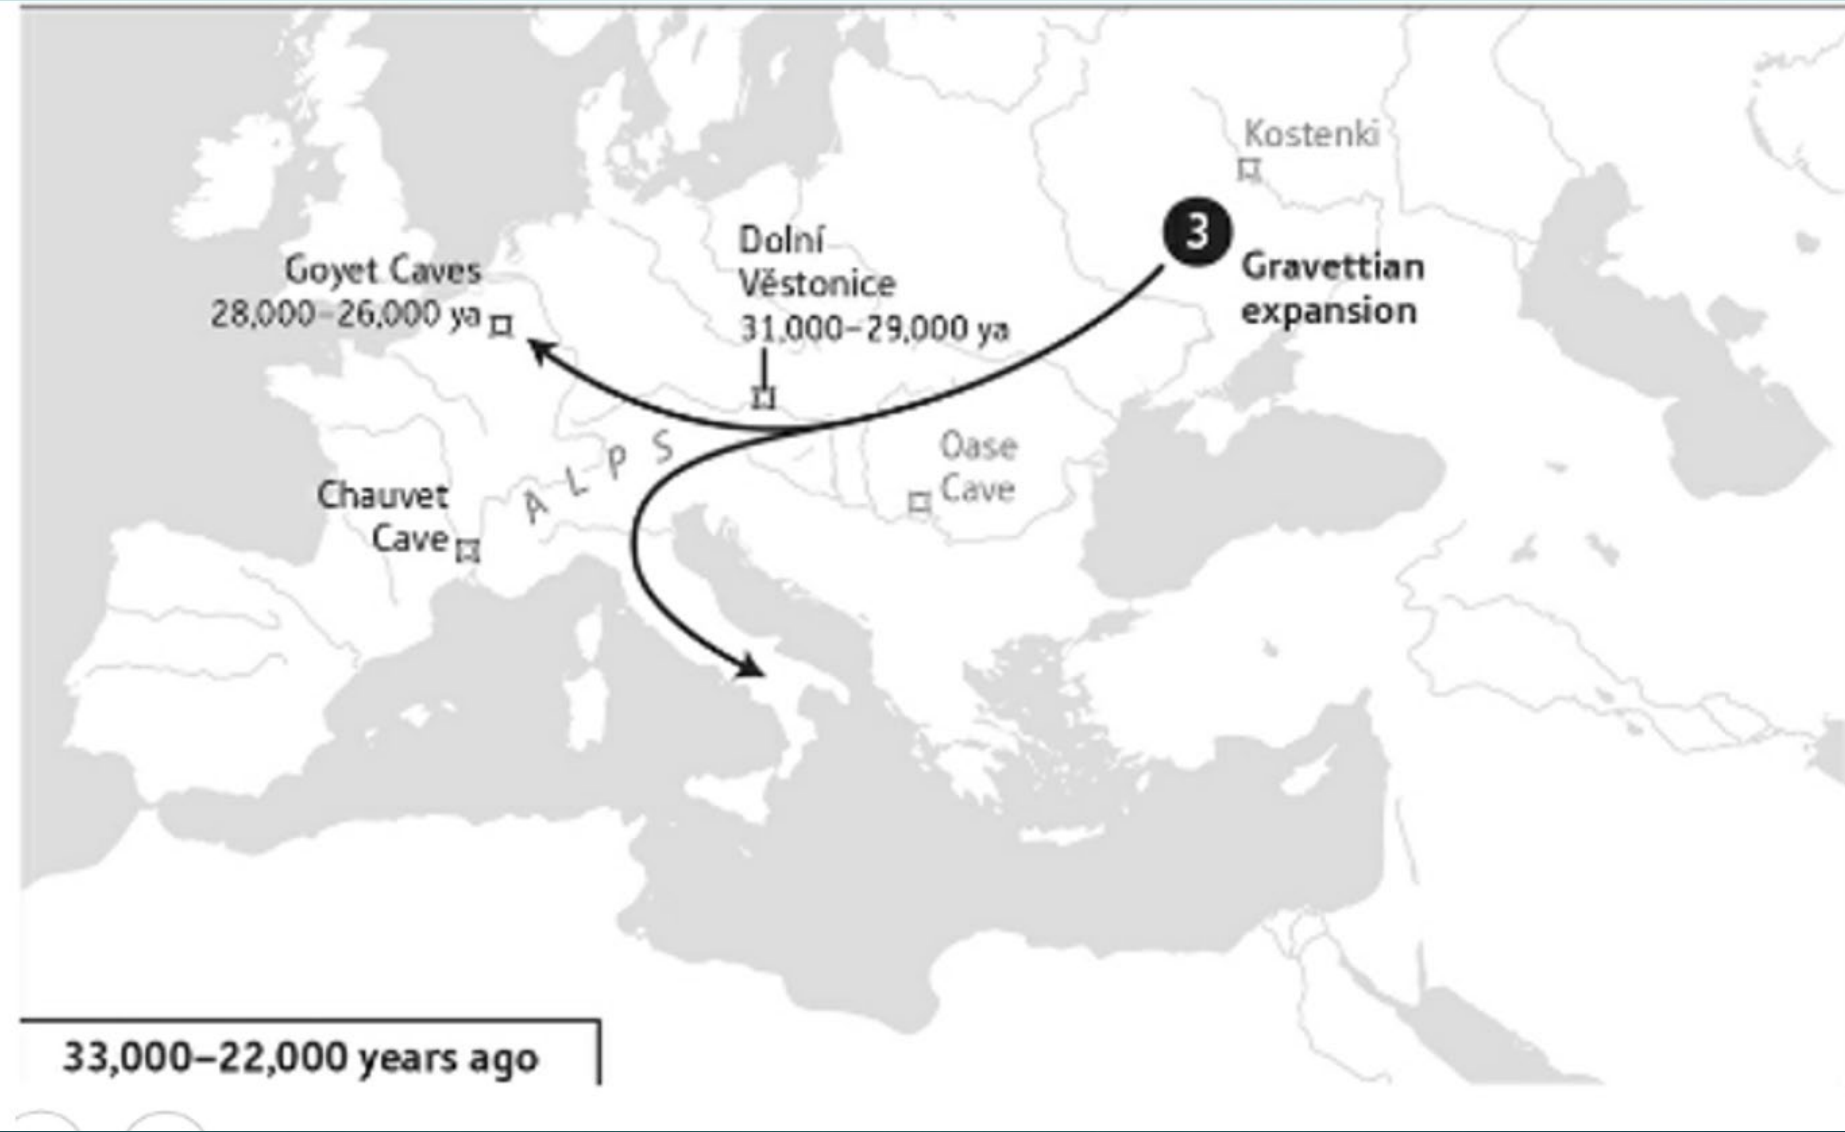 Kostenki
3
Gravettian
expansion
Dolní
Věstonice
31,000–29,000 ya
Goyet Caves
28,000–26,000 ya
ALPS
Oase
Cave
Chauvet
Cave
33,000–22,000 years ago